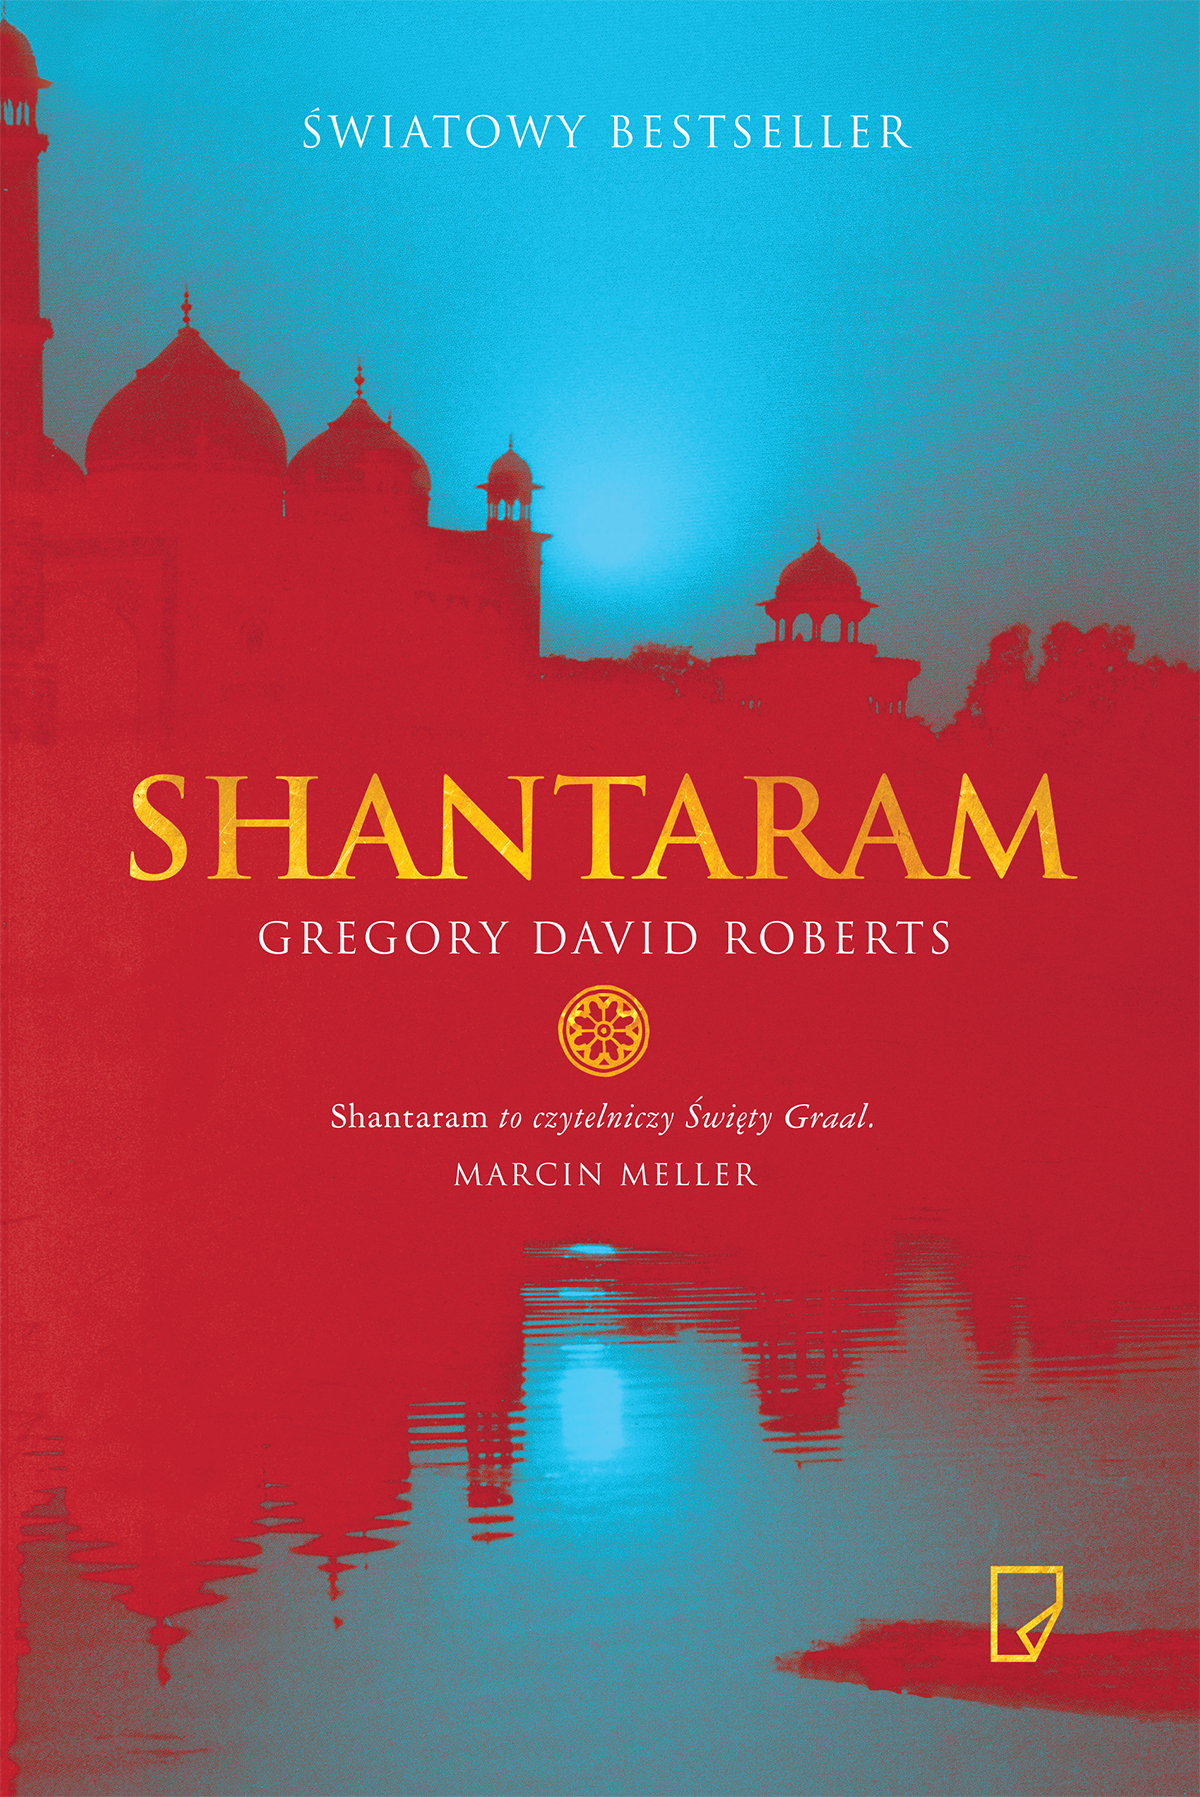 ŚWIATOWY BESTSELLER
SHANTARAM
GREGORY DAVID ROBERTS
Shantaram to czytelniczy Święty Graal.
MARCIN MELLER